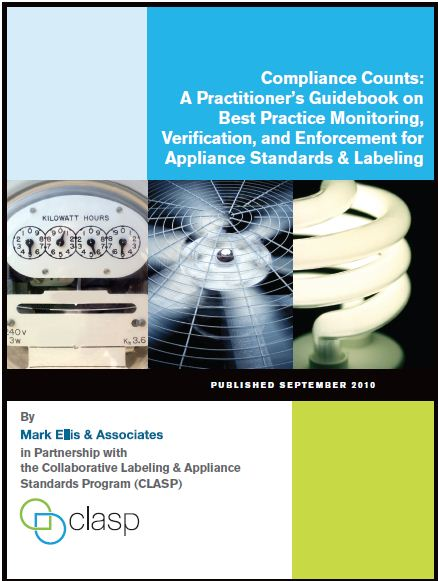 Compliance Counts:
A Practitioner's Guidebook on
Best Practice Monitoring,
Verification, and Enforcement for
Appliance Standards & Labeling
KILOWATT HOURS
240V
3W
Kh 3.6
PUBLISHED SEPTEMBER 2010
By
Mark Ellis & Associates
in Partnership with
the Collaborative Labeling & Appliance
Standards Program (CLASP)
clasp